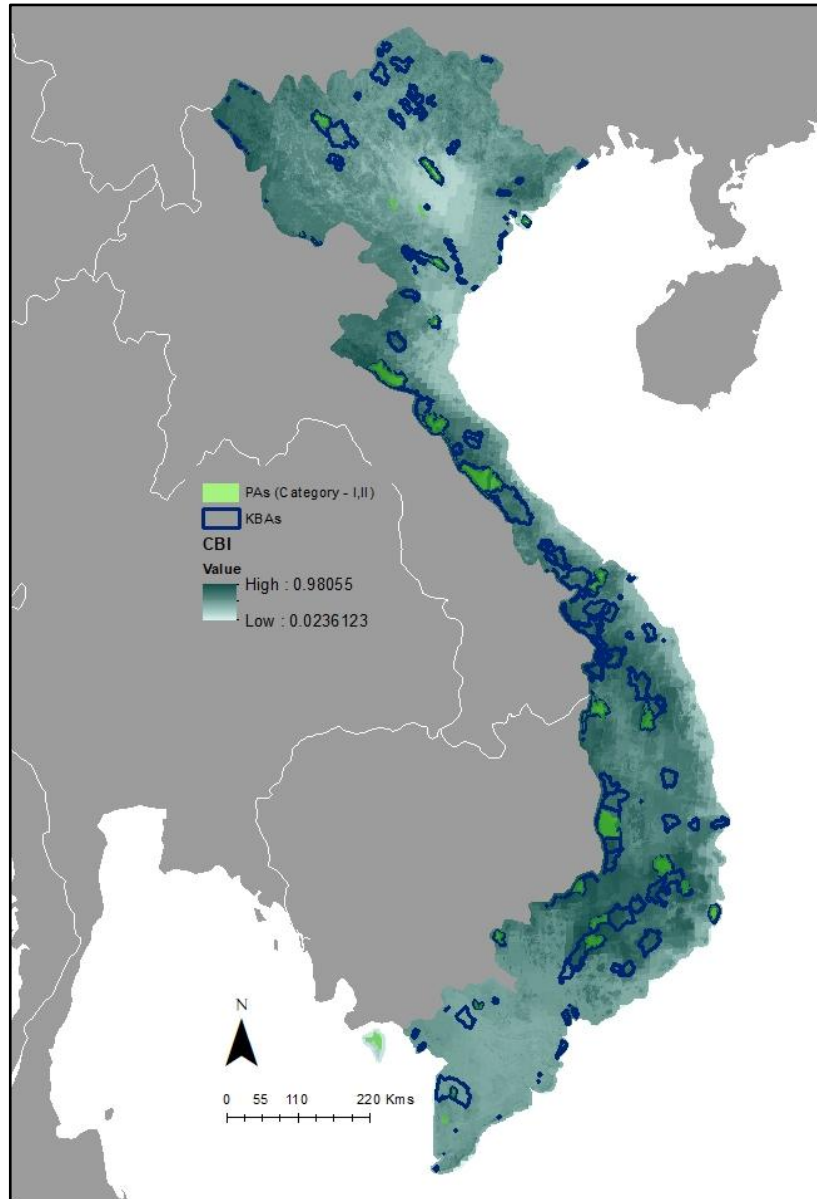 PAs (Category - I,II)
KBAs
CBI
Value
High : 0.98055
Low : 0.0236123
N
0 55 110 220 Kms